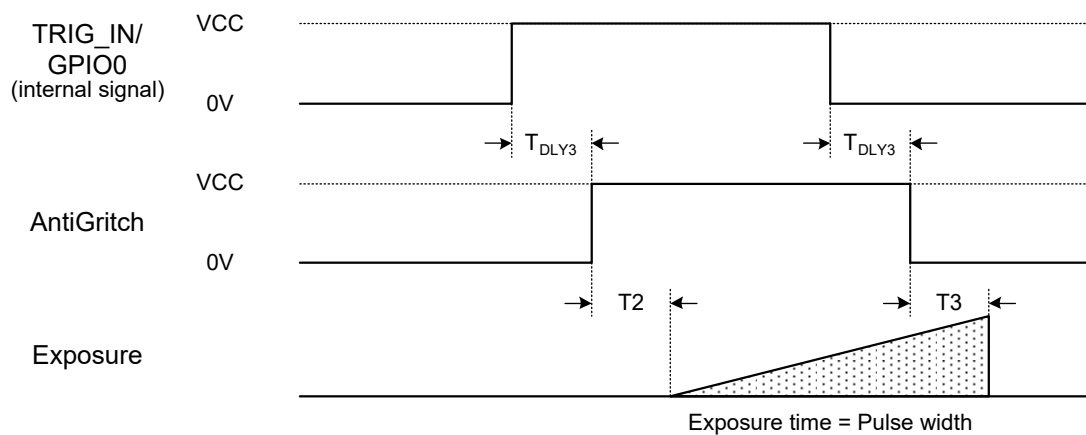 VCC
TRIG_IN/
GPIO0
(internal signal)
0V
TDLY3
TDLY3
VCC
AntiGritch
0V
T2
T3
Exposure
Exposure time = Pulse width